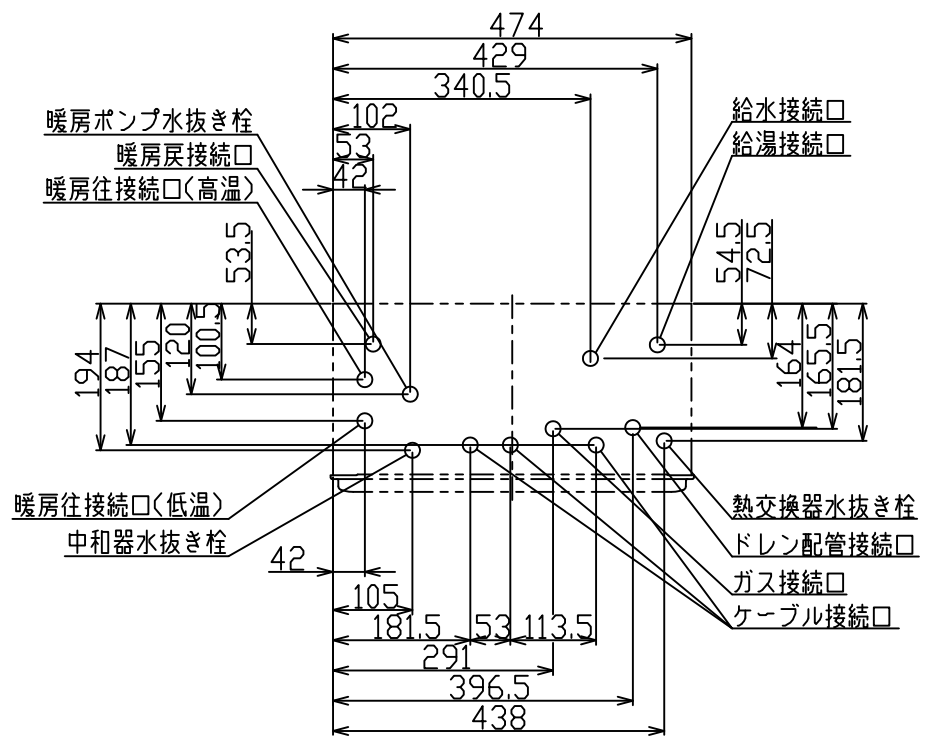 474
429
340.5
102
53
42
暖房ポンプ水抜き栓
暖房戻接続口
暖房往接続口(高温)
給水接続口
給湯接続口
53.5
54.5
72.5
194
187
155
120
100.5
164
165.5
181.5
暖房往接続口(低温)
中和器水抜き栓
熱交換器水抜き栓
ドレン配管接続口
ガス接続口
ケーブル接続口
42
105
181.5
53
113.5
291
396.5
438